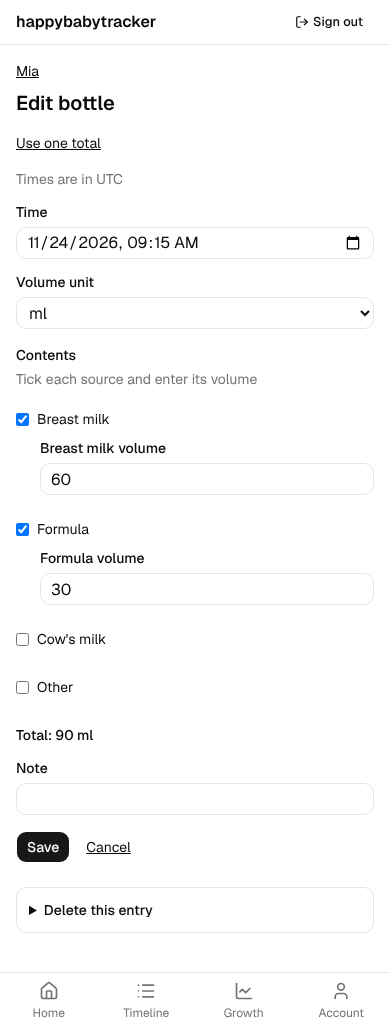 happybabytracker
Sign out
Mia
Edit bottle
Use one total
Times are in UTC
Time
11/24/2026, 09:15 AM
Volume unit
ml
Contents
Tick each source and enter its volume
Breast milk
Breast milk volume
60
Formula
Formula volume
30
Cow's milk
Other
Total: 90 ml
Note
Save
Cancel
Delete this entry
Home
Timeline
Growth
Account